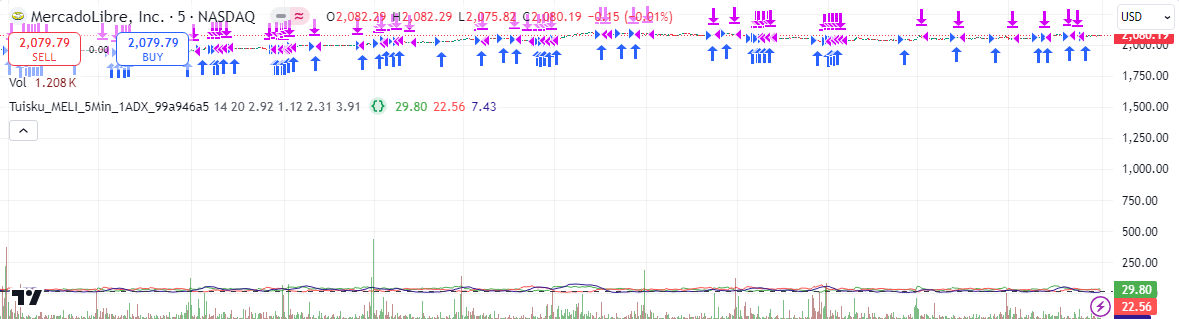 MercadoLibre, Inc. · 5 · NASDAQ O2,082.29 H2,082.29 L2,075.82 C2,080.19 −0.15 (−0.01%)
USD
2,079.79 SELL
0.00
2,079.79 BUY
2,080.19
2,000.00
Vol 1.208 K
1,750.00
Tuisku_MELI_5Min_1ADX_99a946a5 14 20 2.92 1.12 2.31 3.91 {} 29.80 22.56 7.43
1,500.00
1,250.00
1,000.00
750.00
500.00
250.00
29.80
22.56